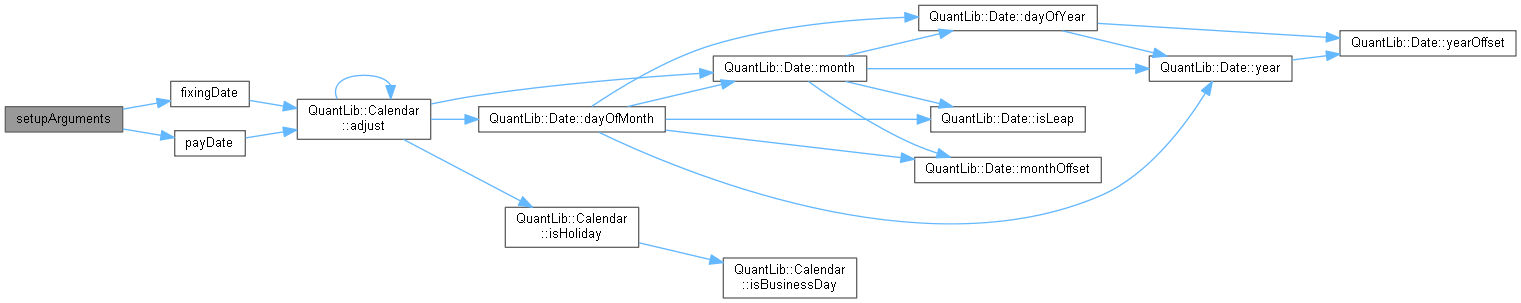 setupArguments
fixingDate
payDate
QuantLib::Calendar
::adjust
QuantLib::Date::dayOfMonth
QuantLib::Calendar
::isHoliday
QuantLib::Date::month
QuantLib::Calendar
::isBusinessDay
QuantLib::Date::dayOfYear
QuantLib::Date::isLeap
QuantLib::Date::monthOffset
QuantLib::Date::year
QuantLib::Date::yearOffset